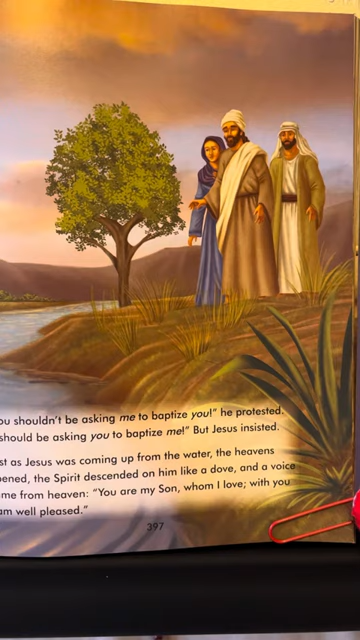 ou shouldn't be asking me to baptize you!" he protested.
should be asking you to baptize me!" But Jesus insisted.
st as Jesus was coming up from the water, the heavens
ened, the Spirit descended on him like a dove, and a voice
me from heaven: "You are my Son, whom I love; with you
am well pleased."
397